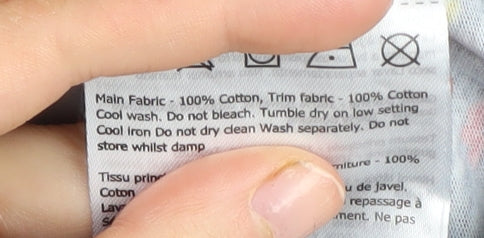 Main Fabric - 100% Cotton, Trim fabric - 100% Cotton
Cool wash. Do not bleach. Tumble dry on low setting
Cool iron Do not dry clean Wash separately. Do not
store whilst damp
Tissu - 100%
Coton u de javel.
repassage à
Ne pas